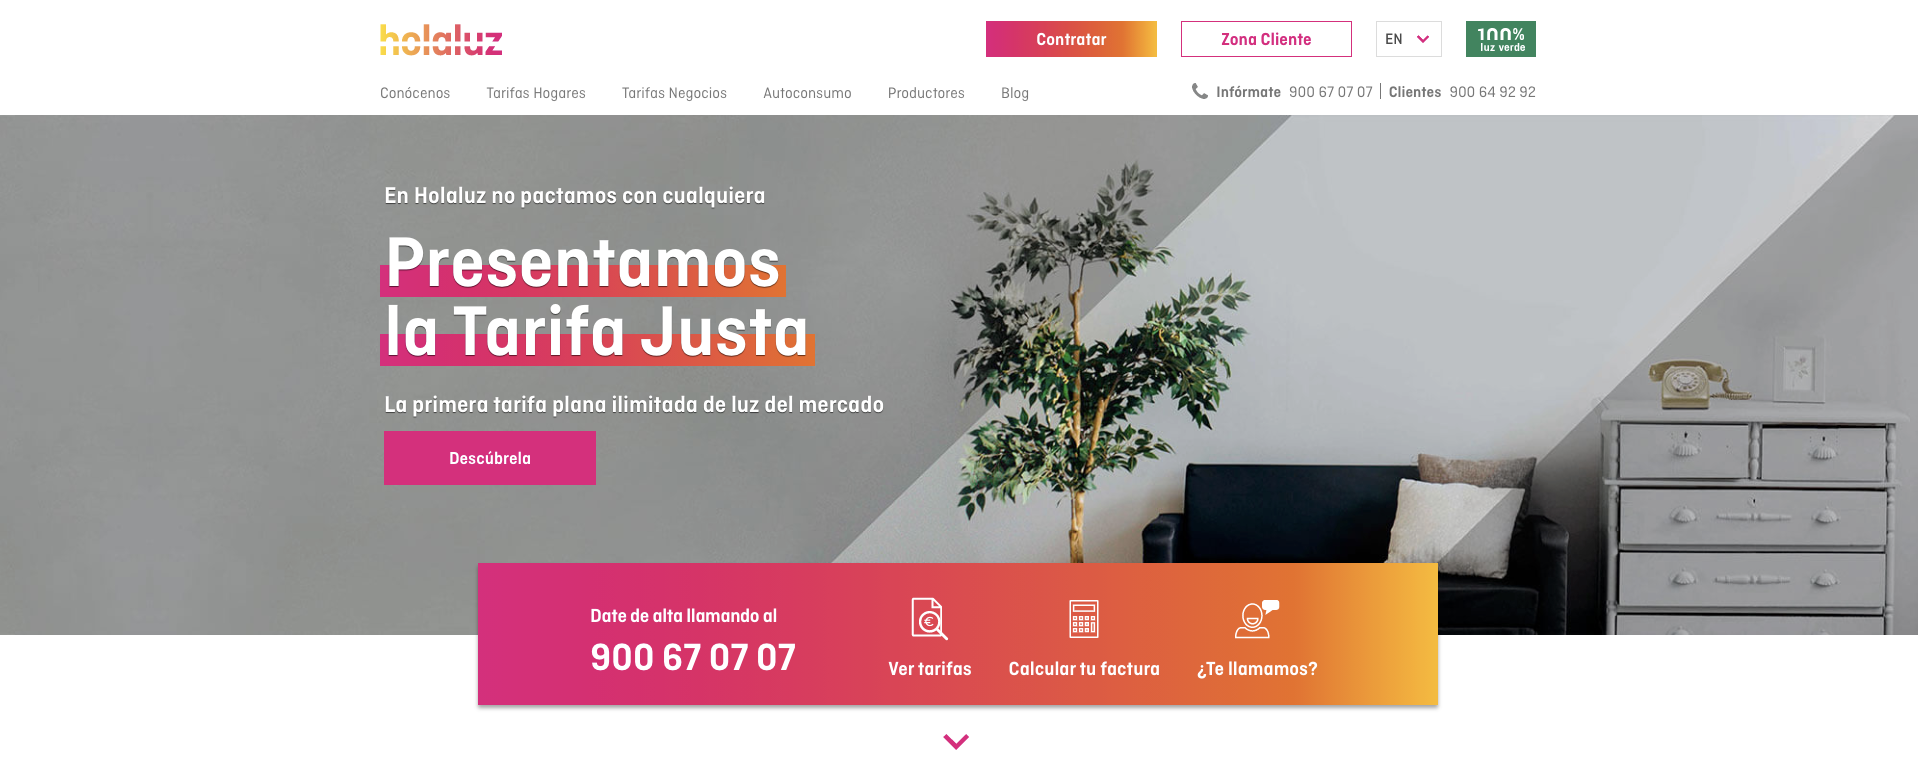 holaluz
Contratar
Zona Cliente
EN
100%
luz verde
Conócenos
Tarifas Hogares
Tarifas Negocios
Autoconsumo
Productores
Blog
Infórmate 900 67 07 07 | Clientes 900 64 92 92
En Holaluz no pactamos con cualquiera
Presentamos
la Tarifa Justa
La primera tarifa plana ilimitada de luz del mercado
Descúbrela
Date de alta llamando al
900 67 07 07
€
Ver tarifas
Calcular tu factura
¿Te llamamos?